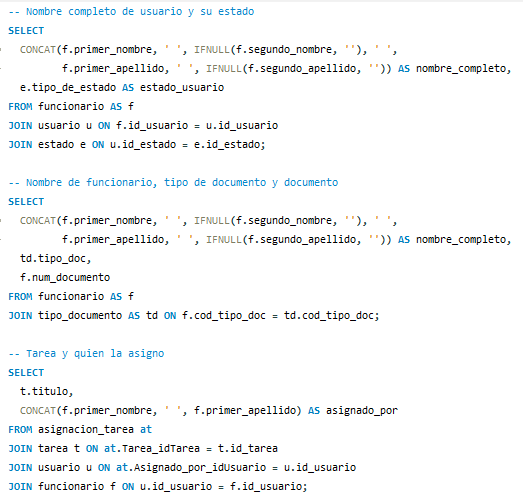 -- Nombre completo de usuario y su estado
SELECT
CONCAT(f.primer_nombre, ' ', IFNULL(f.segundo_nombre, ''), ' ',
f.primer_apellido, ' ', IFNULL(f.segundo_apellido, '')) AS nombre_completo,
e.tipo_de_estado AS estado_usuario
FROM funcionario AS f
JOIN usuario u ON f.id_usuario = u.id_usuario
JOIN estado e ON u.id_estado = e.id_estado;
-- Nombre de funcionario, tipo de documento y documento
SELECT
CONCAT(f.primer_nombre, ' ', IFNULL(f.segundo_nombre, ''), ' ',
f.primer_apellido, ' ', IFNULL(f.segundo_apellido, '')) AS nombre_completo,
td.tipo_doc,
f.num_documento
FROM funcionario AS f
JOIN tipo_documento AS td ON f.cod_tipo_doc = td.cod_tipo_doc;
-- Tarea y quien la asigno
SELECT
t.titulo,
CONCAT(f.primer_nombre, ' ', f.primer_apellido) AS asignado_por
FROM asignacion_tarea at
JOIN tarea t ON at.Tarea_idTarea = t.id_tarea
JOIN usuario u ON at.Asignado_por_idUsuario = u.id_usuario
JOIN funcionario f ON u.id_usuario = f.id_usuario;